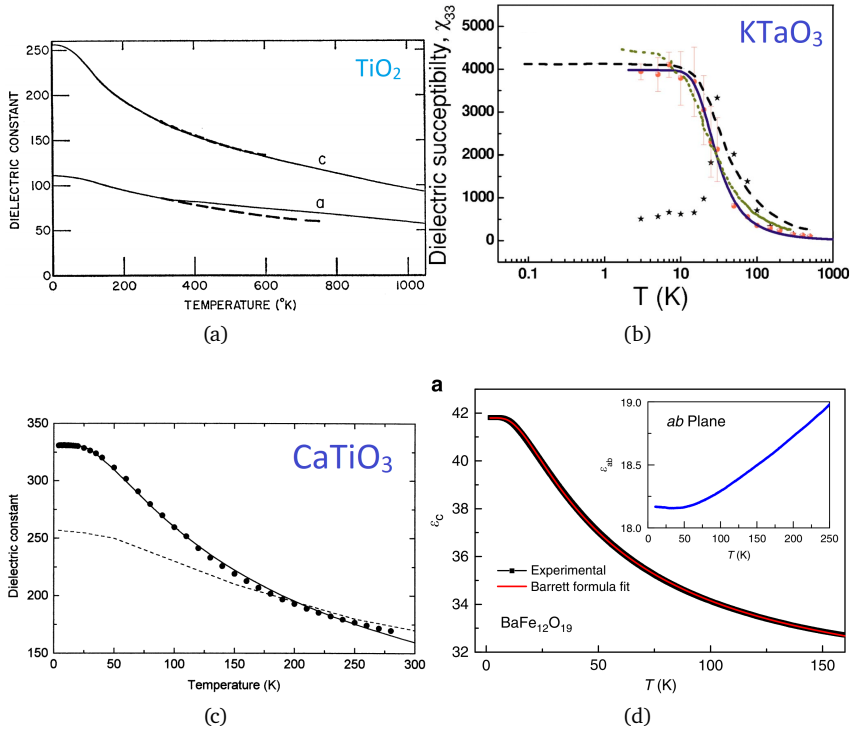 TiO₂
DIELECTRIC CONSTANT
250
200
150
100
50
0
c
a
0
200
400
600
800
1000
TEMPERATURE (°K)
(a)
KTaO₃
Dielectric susceptibilty, χ₃₃
5000
4000
3000
2000
1000
0
0.1
1
10
100
1000
T (K)
(b)
CaTiO₃
Dielectric constant
350
300
250
200
150
0
50
100
150
200
250
300
Temperature (K)
(c)
a
εc
42
40
38
36
34
32
ab Plane
εab
19.0
18.5
18.0
0
50
100
150
200
250
T (K)
Experimental
Barrett formula fit
BaFe₁₂O₁₉
0
50
100
150
T (K)
(d)